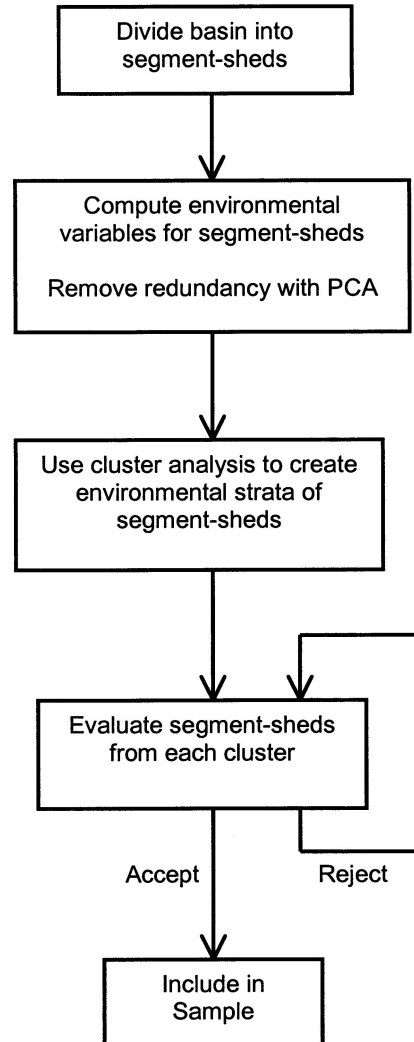 Divide basin into
segment-sheds
Compute environmental
variables for segment-sheds
Remove redundancy with PCA
Use cluster analysis to create
environmental strata of
segment-sheds
Evaluate segment-sheds
from each cluster
Accept
Reject
Include in
Sample